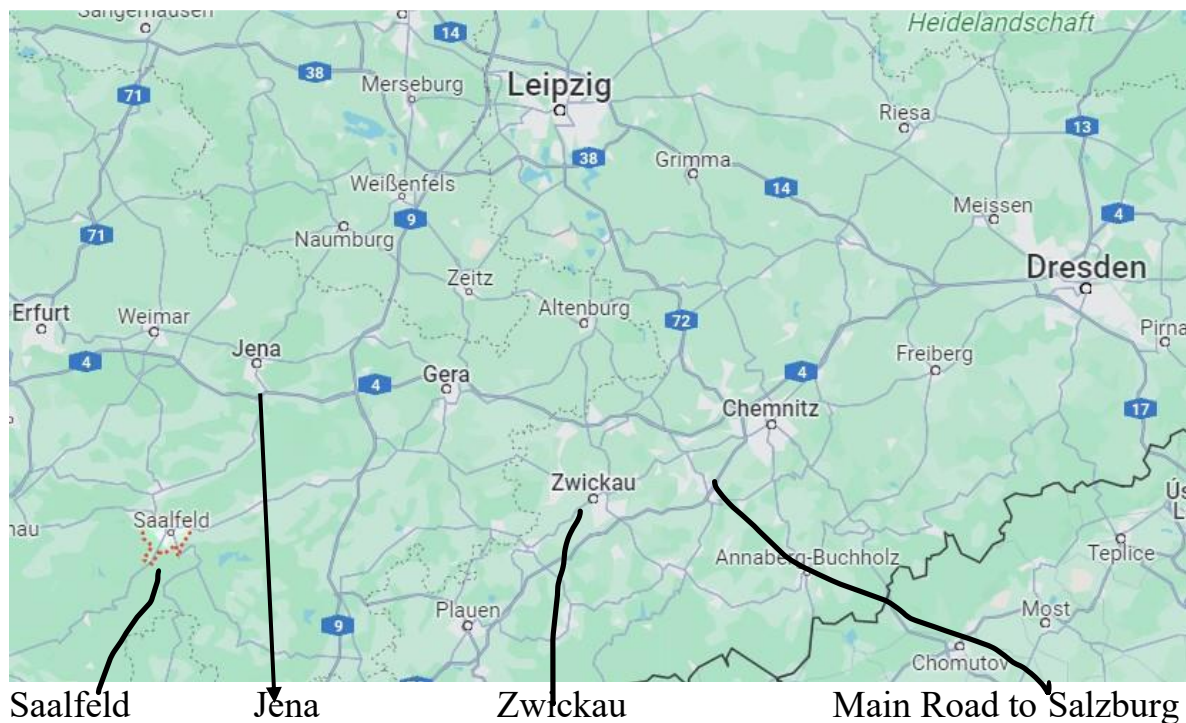 Sangerhausen
14
Heidelandschaft
38
Merseburg
Leipzig
71
Riesa
13
38
Grimma
14
Weißenfels
9
Meissen
4
71
Naumburg
Zeitz
Dresden
Erfurt
Weimar
Altenburg
72
Pirna
Jena
4
4
Gera
4
Freiberg
Chemnitz
17
Zwickau
nau
Saalfeld
Annaberg-Buchholz
Teplice
Plauen
9
Most
Chomutov
Saalfeld Jena Zwickau Main Road to Salzburg